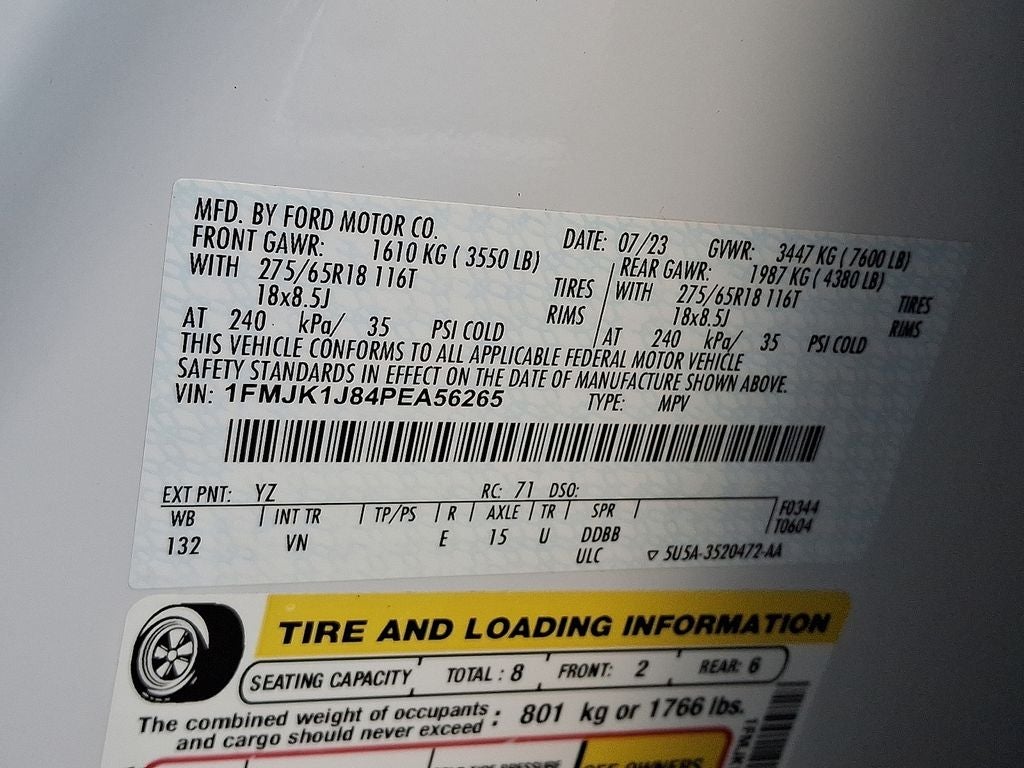 MFD. BY FORD MOTOR CO.
DATE: 07/23 GVWR: 3447 KG ( 7600 LB)
FRONT GAWR: 1610 KG ( 3550 LB)
REAR GAWR: 1987 KG ( 4380 LB)
WITH 275/65R18 116T TIRES
WITH 275/65R18 116T TIRES
18x8.5J RIMS
18x8.5J RIMS
AT 240 kPa/ 35 PSI COLD
AT 240 kPa/ 35 PSI COLD
THIS VEHICLE CONFORMS TO ALL APPLICABLE FEDERAL MOTOR VEHICLE
SAFETY STANDARDS IN EFFECT ON THE DATE OF MANUFACTURE SHOWN ABOVE.
VIN: 1FMJK1J84PEA56265 TYPE: MPV
EXT PNT: YZ RC: 71 DSO:
WB INT TR TP/PS R AXLE TR SPR F0344
T0604
132 VN E 15 U DDBB
ULC 5U5A-3520472-AA
TIRE AND LOADING INFORMATION
SEATING CAPACITY TOTAL : 8 FRONT: 2 REAR: 6
The combined weight of occupants
and cargo should never exceed : 801 kg or 1766 lbs.